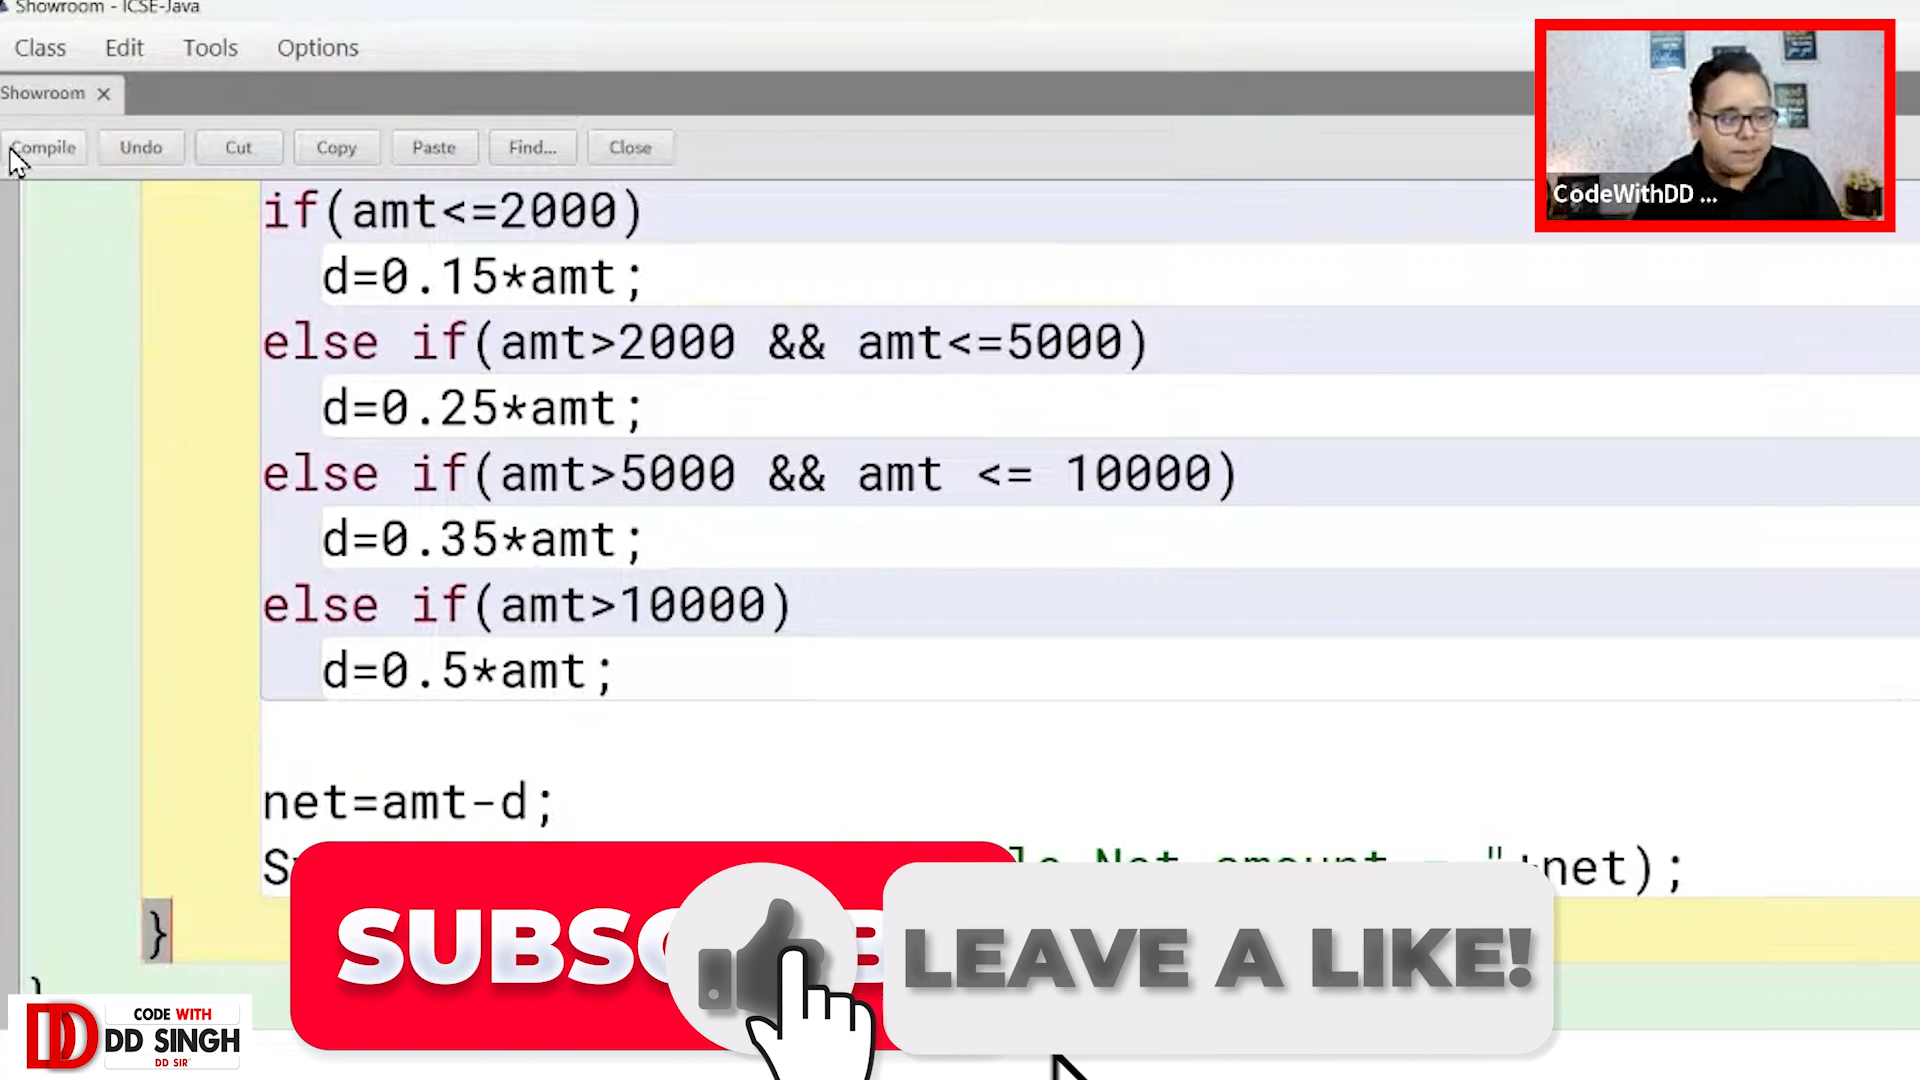 Showroom - ICSE-Java
Class Edit Tools Options
Showroom
Compile Undo Cut Copy Paste Find... Close
if(amt<=2000)
d=0.15*amt;
else if(amt>2000 && amt<=5000)
d=0.25*amt;
else if(amt>5000 && amt <= 10000)
d=0.35*amt;
else if(amt>10000)
d=0.5*amt;
net=amt-d;
Net amount = "+net);
}
}
CodeWithDD ...
LEAVE A LIKE!
CODE WITH
DD SINGH
DD SIR